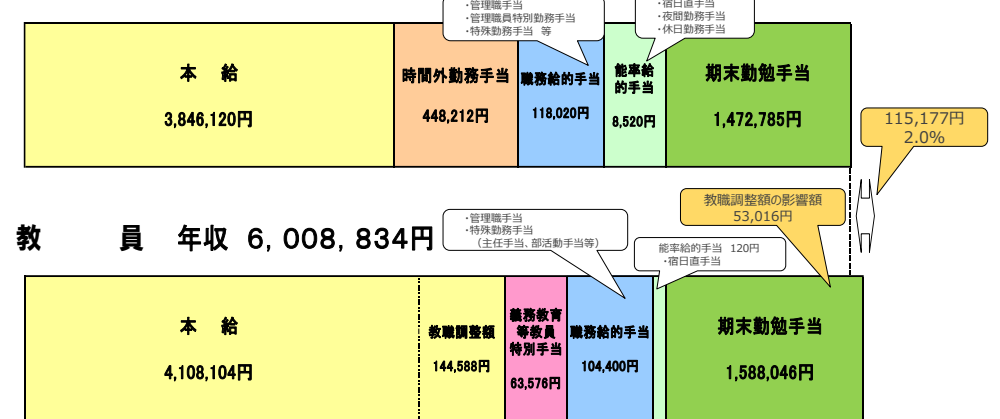 ・管理職手当
・管理職員特別勤務手当
・特殊勤務手当　等
・宿日直手当
・夜間勤務手当
・休日勤務手当
本　給
3,846,120円
時間外勤務手当
448,212円
職務給的手当
118,020円
能率給
的手当
8,520円
期末勤勉手当
1,472,785円
115,177円
2.0%
教職調整額の影響額
53,016円
教　　員　年収 6,008,834円
・管理職手当
・特殊勤務手当
（主任手当、部活動手当等）
能率給的手当　120円
・宿日直手当
本　給
4,108,104円
教職調整額
144,588円
義務教育
等教員
特別手当
63,576円
職務給的手当
104,400円
期末勤勉手当
1,588,046円